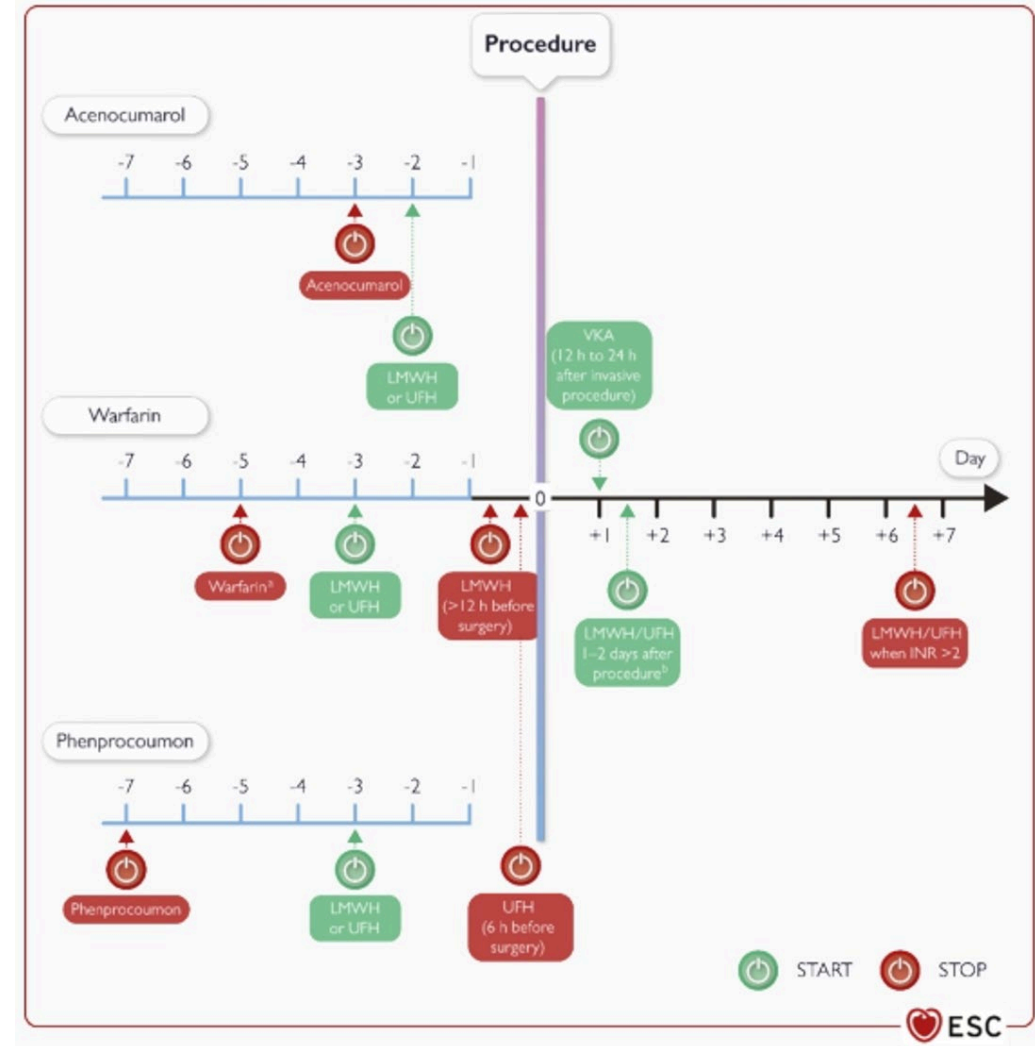 Procedure
Acenocumarol
-7 -6 -5 -4 -3 -2 -1
Acenocumarol
LMWH
or UFH
VKA
(12 h to 24 h
after invasive
procedure)
Warfarin
-7 -6 -5 -4 -3 -2 -1
Day
0
+1 +2 +3 +4 +5 +6 +7
Warfarinᵃ
LMWH
or UFH
LMWH
(>12 h before
surgery)
LMWH/UFH
1–2 days after
procedureᵇ
LMWH/UFH
when INR >2
Phenprocoumon
-7 -6 -5 -4 -3 -2 -1
Phenprocoumon
LMWH
or UFH
UFH
(6 h before
surgery)
START
STOP
ESC